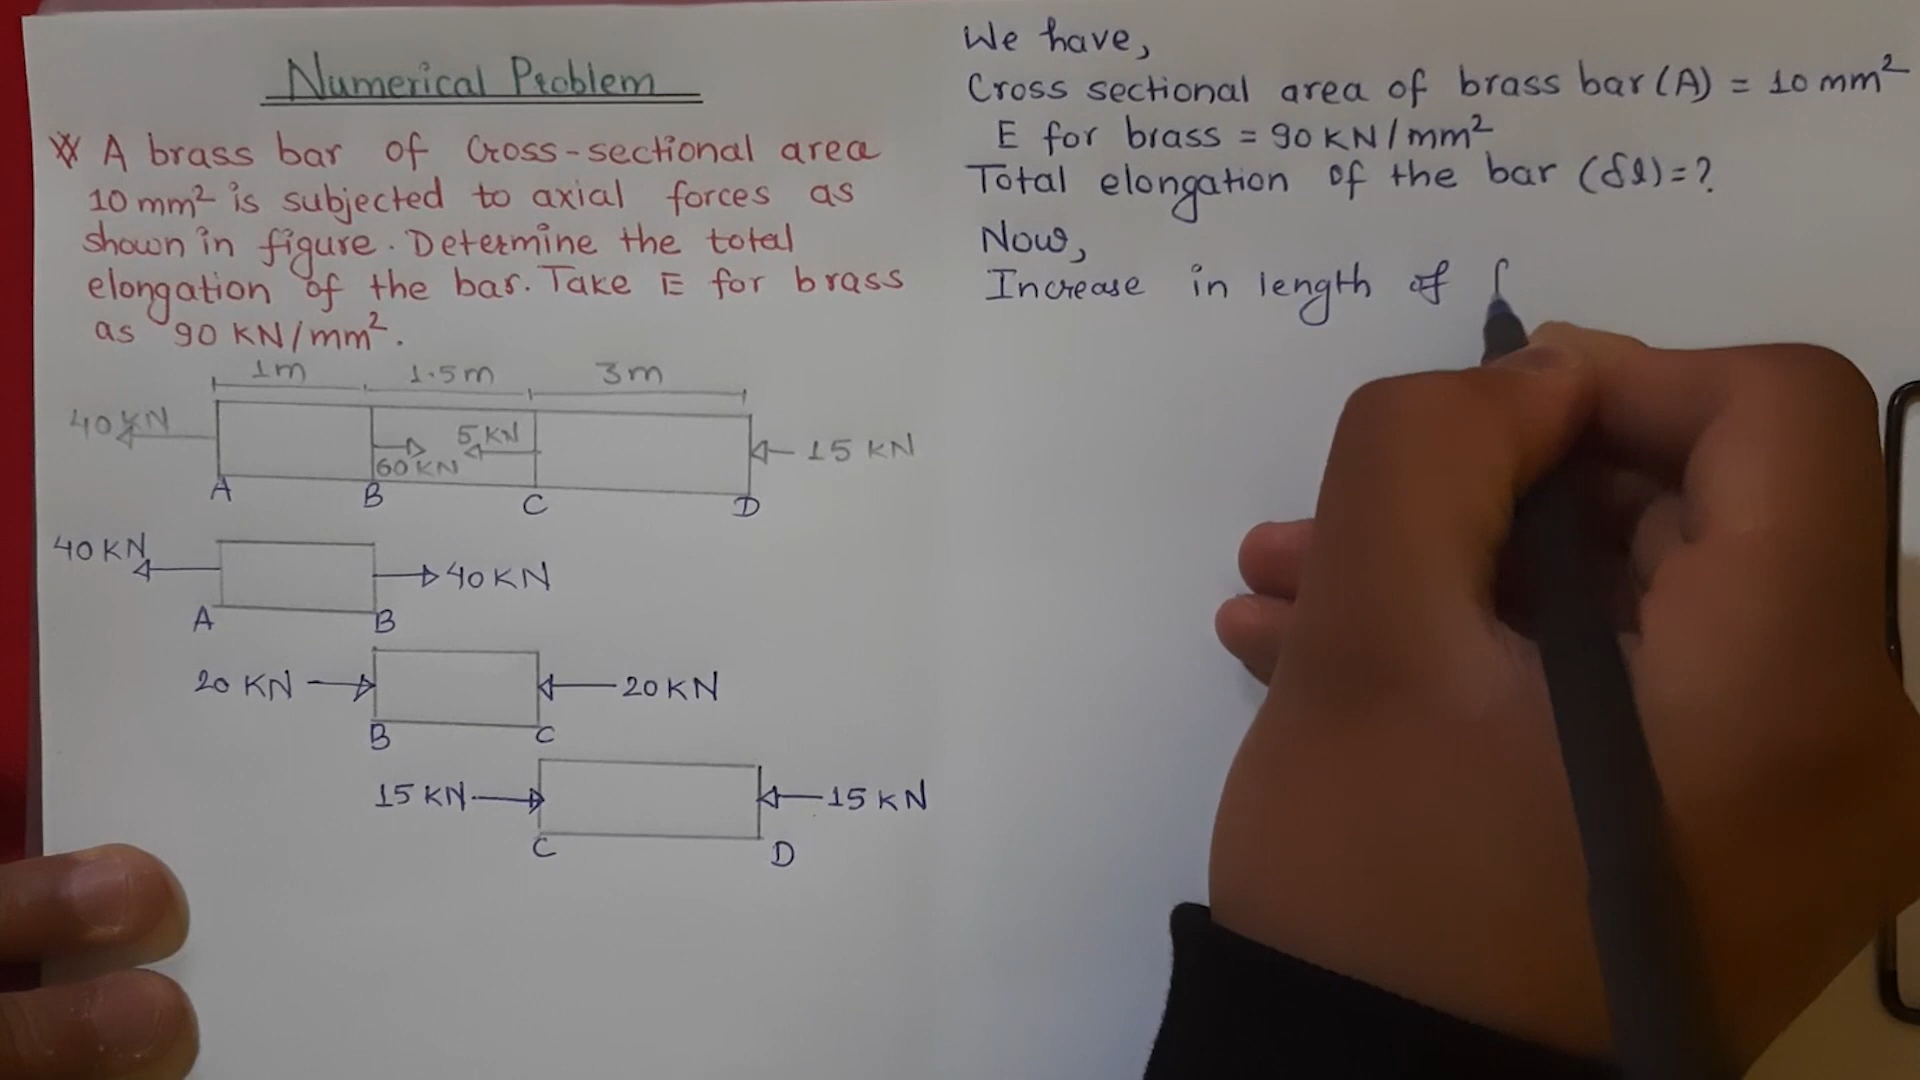 Numerical Problem
※ A brass bar of Cross-sectional area
10 mm² is subjected to axial forces as
shown in figure. Determine the total
elongation of the bar. Take E for brass
as 90 KN/mm².
1m 1.5m 3m
40 KN 5 KN 15 KN
60 KN
A B C D
40 KN 40 KN
A B
20 KN 20 KN
B C
15 KN 15 KN
C D
We have,
Cross sectional area of brass bar (A) = 10 mm²
E for brass = 90 KN/mm²
Total elongation of the bar (δl) = ?
Now,
Increase in length of